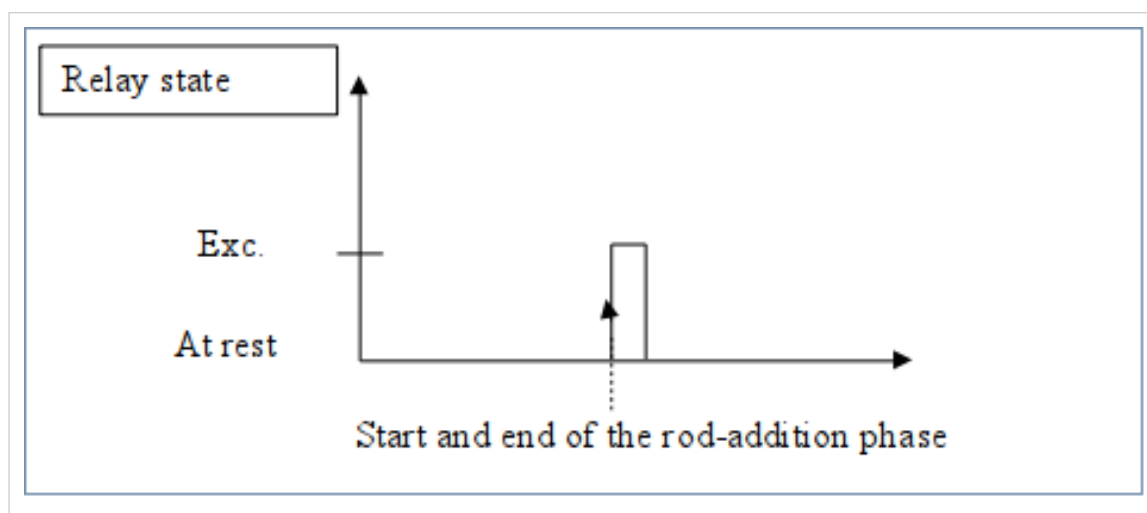 Relay state
Exc.
At rest
Start and end of the rod-addition phase